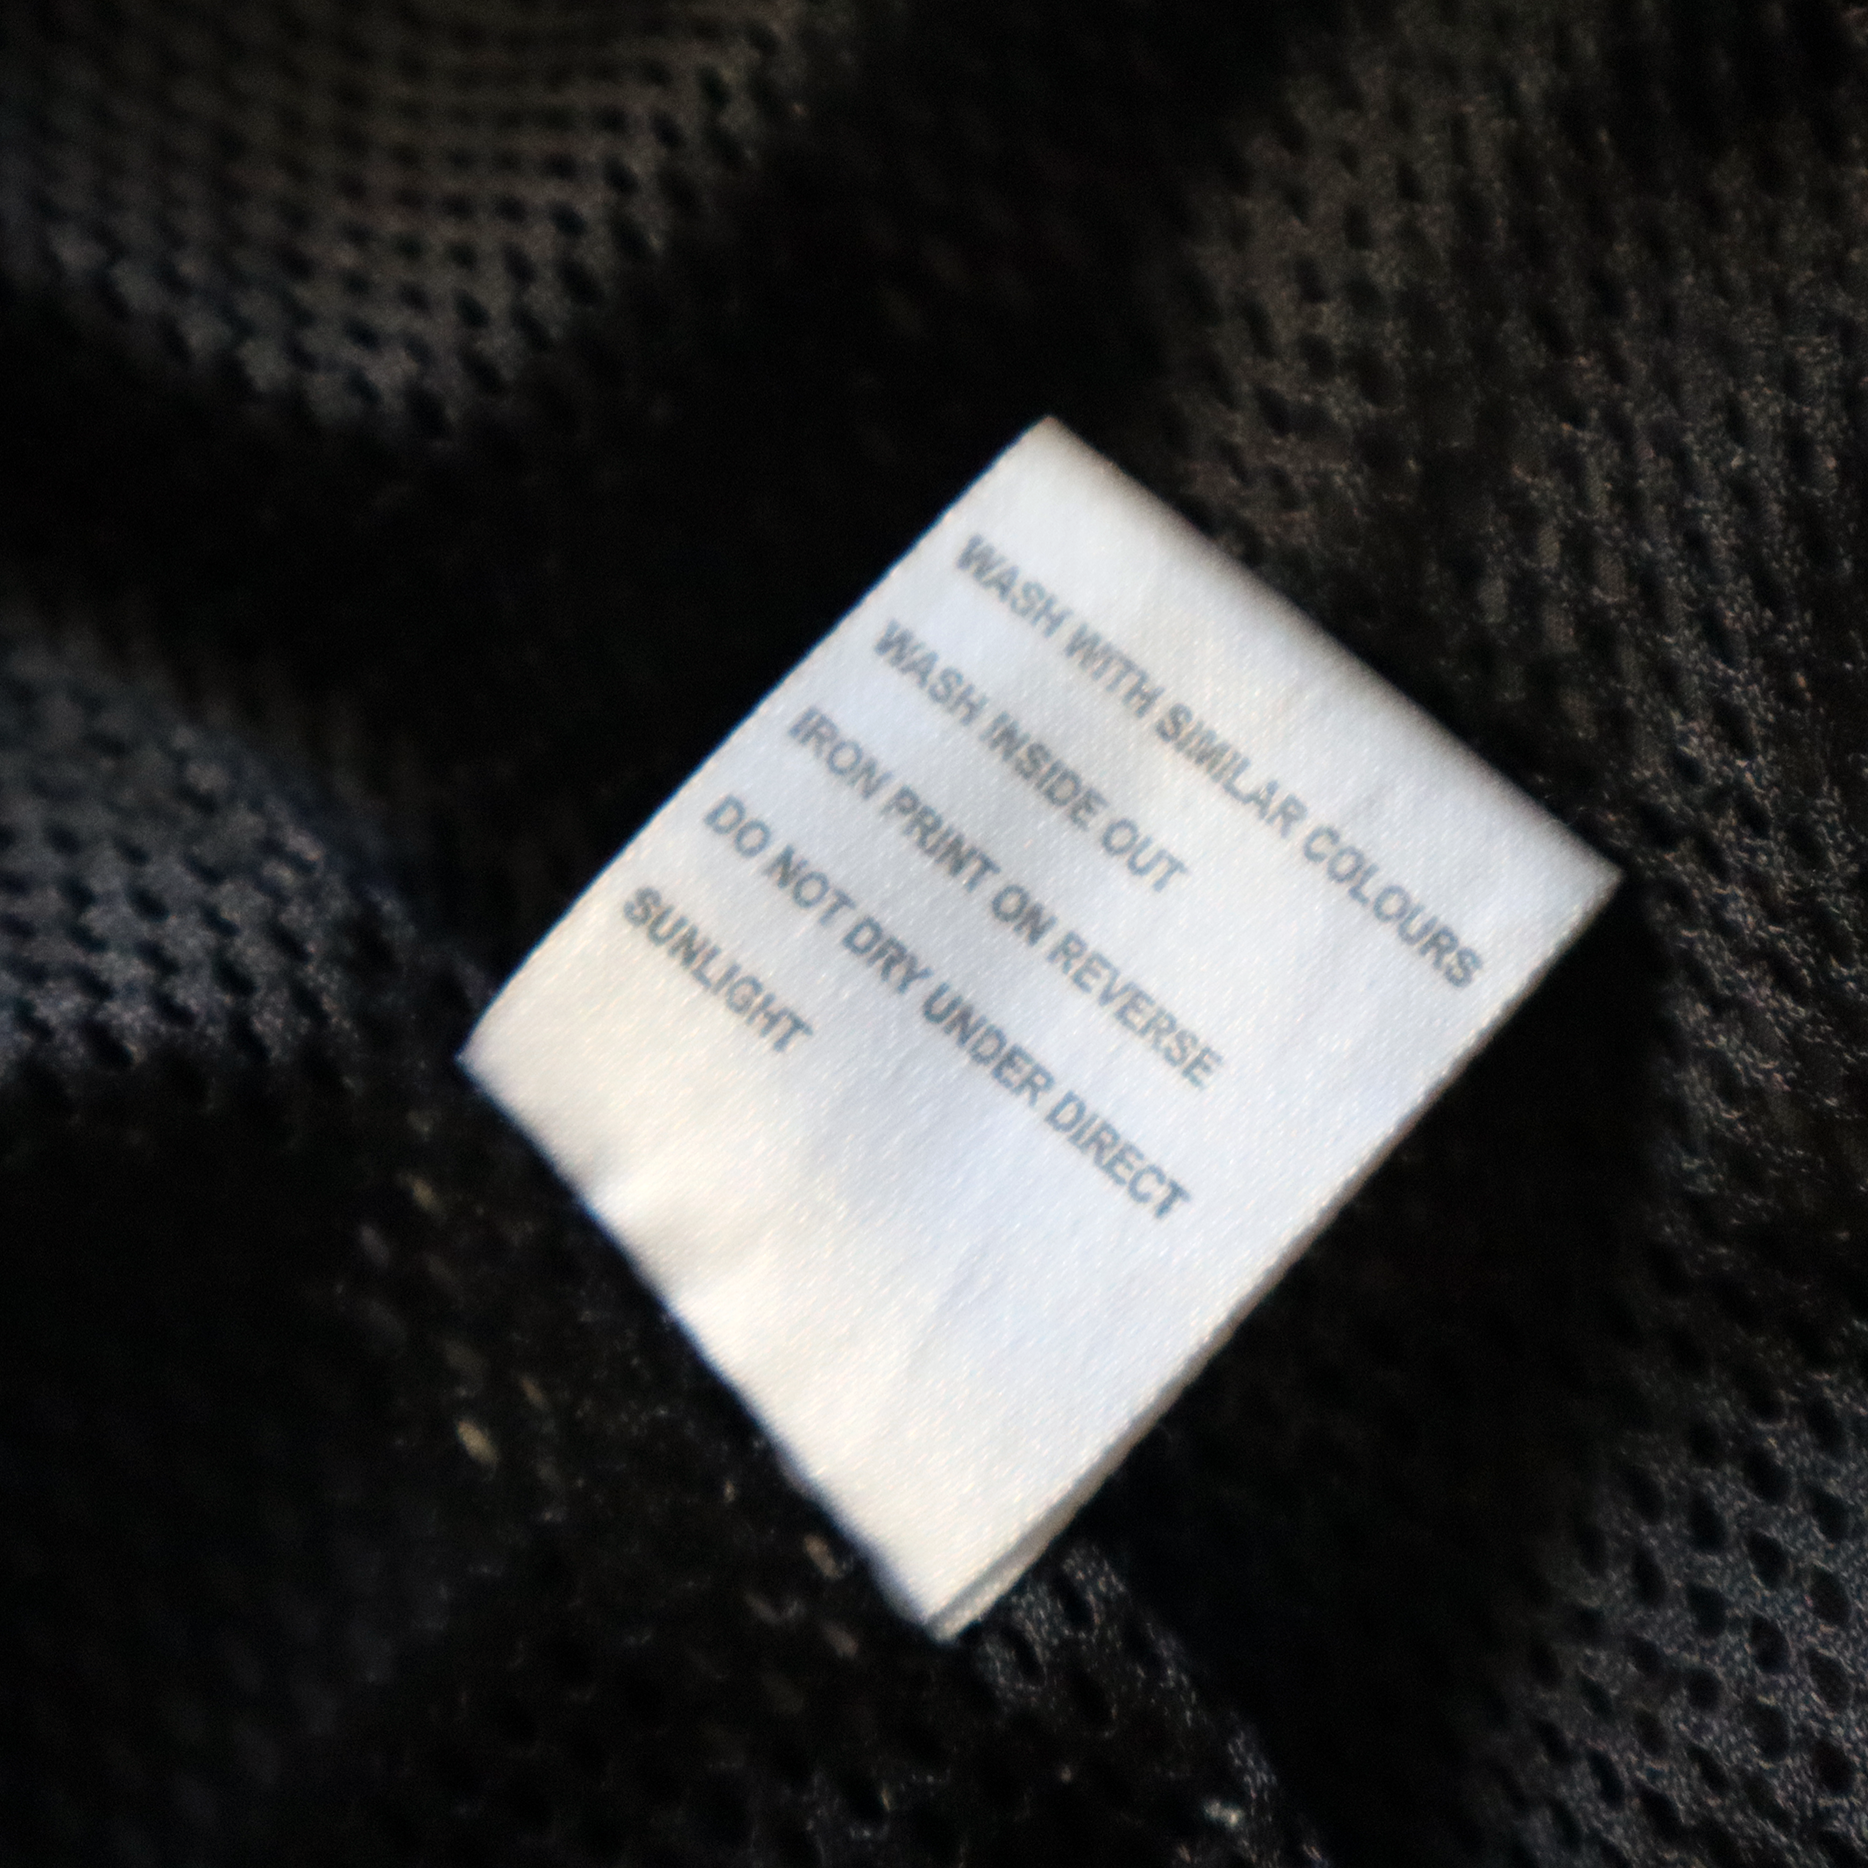 WASH WITH SIMILAR COLOURS
WASH INSIDE OUT
IRON PRINT ON REVERSE
DO NOT DRY UNDER DIRECT
SUNLIGHT